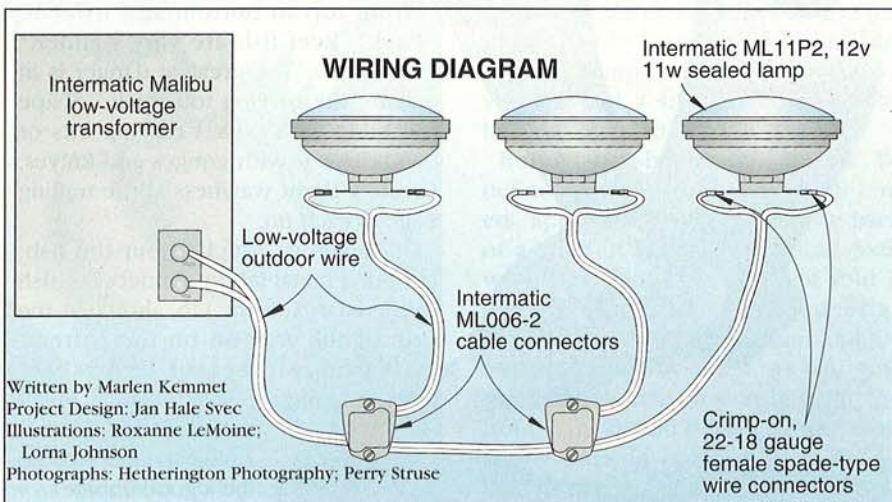 WIRING DIAGRAM
Intermatic Malibu
low-voltage
transformer
Intermatic ML11P2, 12v
11w sealed lamp
Low-voltage
outdoor wire
Intermatic
ML006-2
cable connectors
Crimp-on,
22-18 gauge
female spade-type
wire connectors
Written by Marlen Kemmet
Project Design: Jan Hale Svec
Illustrations: Roxanne LeMoine;
Lorna Johnson
Photographs: Hetherington Photography; Perry Struse